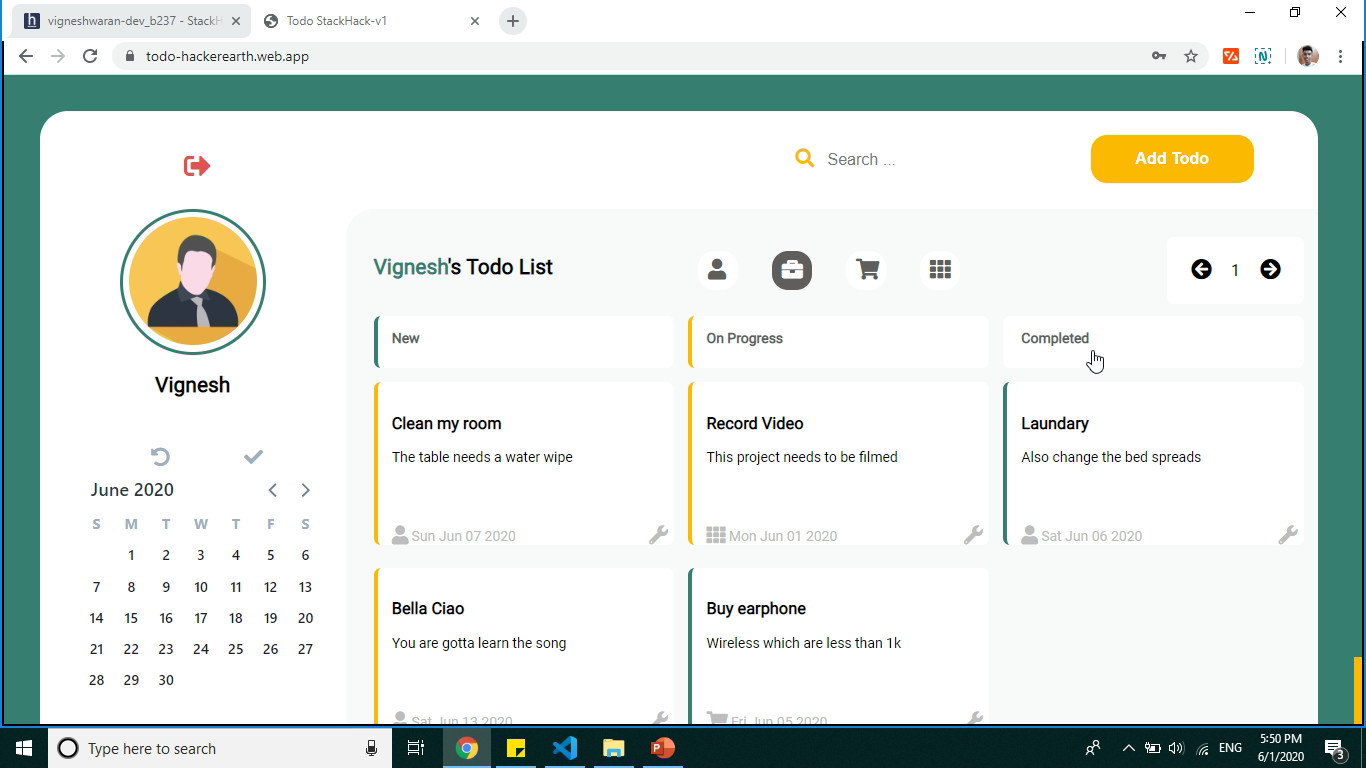 vigneshwaran-dev_b237 - StackH
Todo StackHack-v1
todo-hackerearth.web.app
Search ...
Add Todo
Vignesh's Todo List
1
Vignesh
New
On Progress
Completed
Clean my room
The table needs a water wipe
Sun Jun 07 2020
Record Video
This project needs to be filmed
Mon Jun 01 2020
Laundary
Also change the bed spreads
Sat Jun 06 2020
Bella Ciao
You are gotta learn the song
Sat Jun 13 2020
Buy earphone
Wireless which are less than 1k
Fri Jun 05 2020
June 2020
S M T W T F S
1 2 3 4 5 6
7 8 9 10 11 12 13
14 15 16 17 18 19 20
21 22 23 24 25 26 27
28 29 30
Type here to search
ENG
5:50 PM
6/1/2020
3